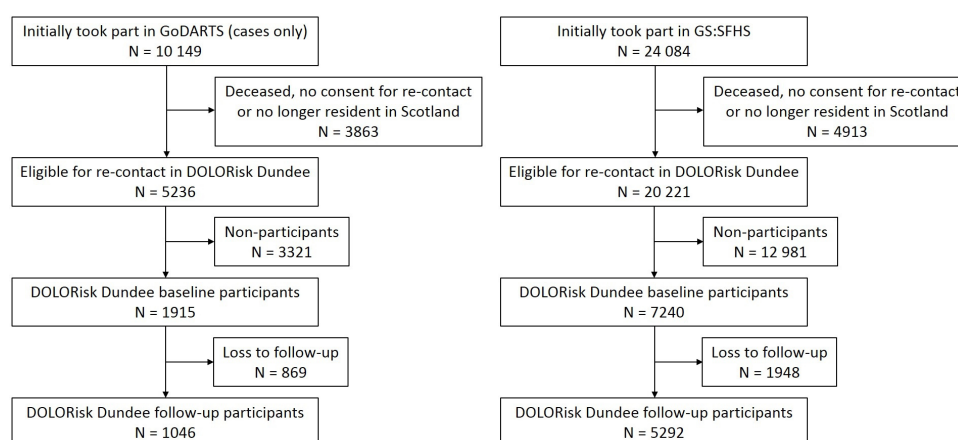 Initially took part in GoDARTS (cases only)
N = 10 149
Deceased, no consent for re-contact
or no longer resident in Scotland
N = 3863
Eligible for re-contact in DOLORisk Dundee
N = 5236
Non-participants
N = 3321
DOLORisk Dundee baseline participants
N = 1915
Loss to follow-up
N = 869
DOLORisk Dundee follow-up participants
N = 1046
Initially took part in GS:SFHS
N = 24 084
Deceased, no consent for re-contact
or no longer resident in Scotland
N = 4913
Eligible for re-contact in DOLORisk Dundee
N = 20 221
Non-participants
N = 12 981
DOLORisk Dundee baseline participants
N = 7240
Loss to follow-up
N = 1948
DOLORisk Dundee follow-up participants
N = 5292